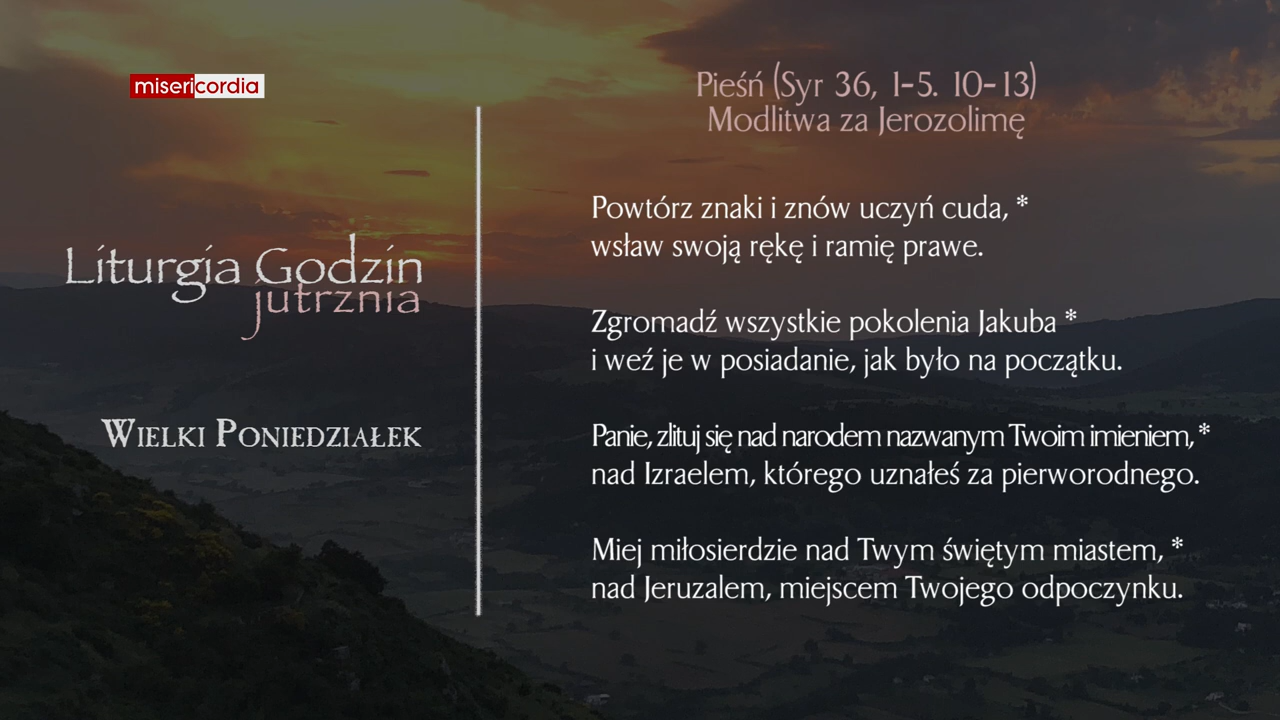 misericordia
Liturgia Godzin
jutrznia
Wielki Poniedziałek
Pieśń (Syr 36, 1-5. 10-13)
Modlitwa za Jerozolimę
Powtórz znaki i znów uczyń cuda, *
wsław swoją rękę i ramię prawe.
Zgromadź wszystkie pokolenia Jakuba *
i weź je w posiadanie, jak było na początku.
Panie, zlituj się nad narodem nazwanym Twoim imieniem, *
nad Izraelem, którego uznałeś za pierworodnego.
Miej miłosierdzie nad Twym świętym miastem, *
nad Jeruzalem, miejscem Twojego odpoczynku.